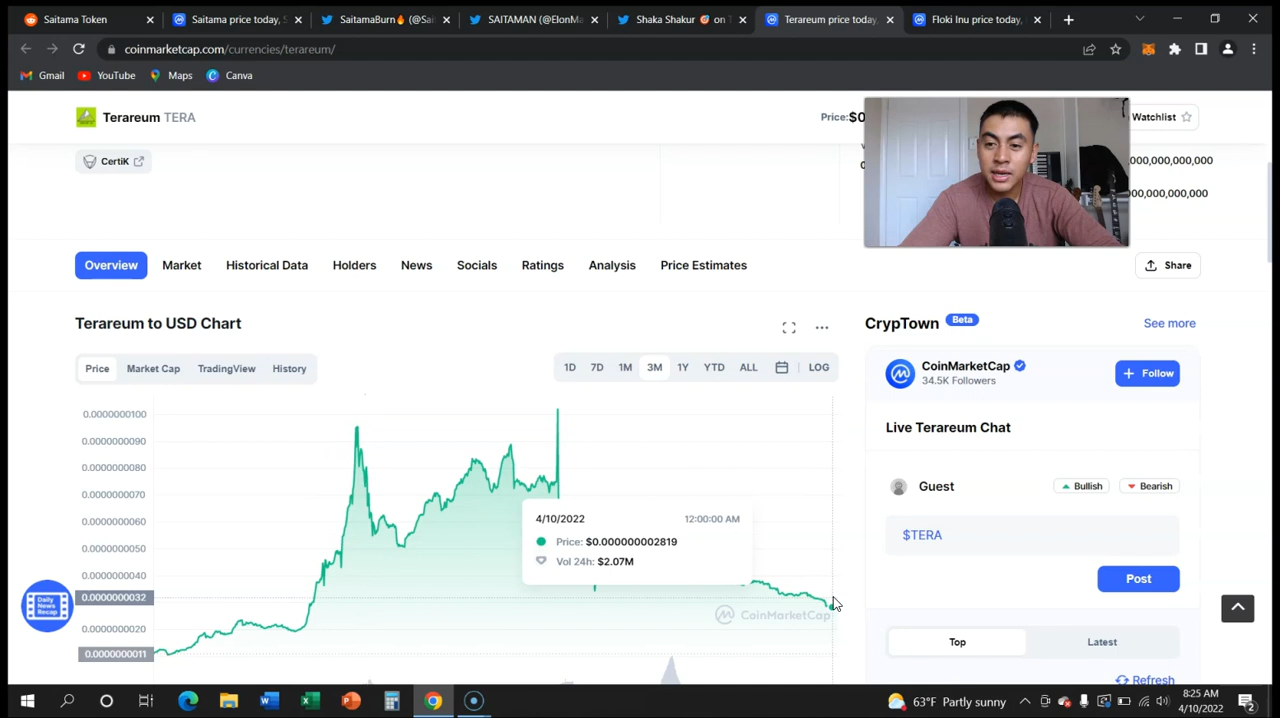 Saitama Token
Saitama price today, S
SaitamaBurn🔥 (@Sai
SAITAMAN (@ElonM
Shaka Shakur 🎯 on T
Terareum price today,
Floki Inu price today,
coinmarketcap.com/currencies/terareum/
Gmail
YouTube
Maps
Canva
Terareum TERA
Price: $0
Watchlist
CertiK
000,000,000,000
000,000,000,000
Overview
Market
Historical Data
Holders
News
Socials
Ratings
Analysis
Price Estimates
Share
Terareum to USD Chart
CrypTown Beta
See more
Price
Market Cap
TradingView
History
1D
7D
1M
3M
1Y
YTD
ALL
LOG
CoinMarketCap
34.5K Followers
+ Follow
0.0000000100
0.0000000090
0.0000000080
0.0000000070
0.0000000060
0.0000000050
0.0000000040
0.0000000032
0.0000000020
0.0000000011
4/10/2022 12:00:00 AM
Price: $0.000000002819
Vol 24h: $2.07M
CoinMarketCap
Live Terareum Chat
Guest
Bullish
Bearish
$TERA
Post
Daily
News
Recap
Top
Latest
Refresh
63°F Partly sunny
8:25 AM
4/10/2022
2